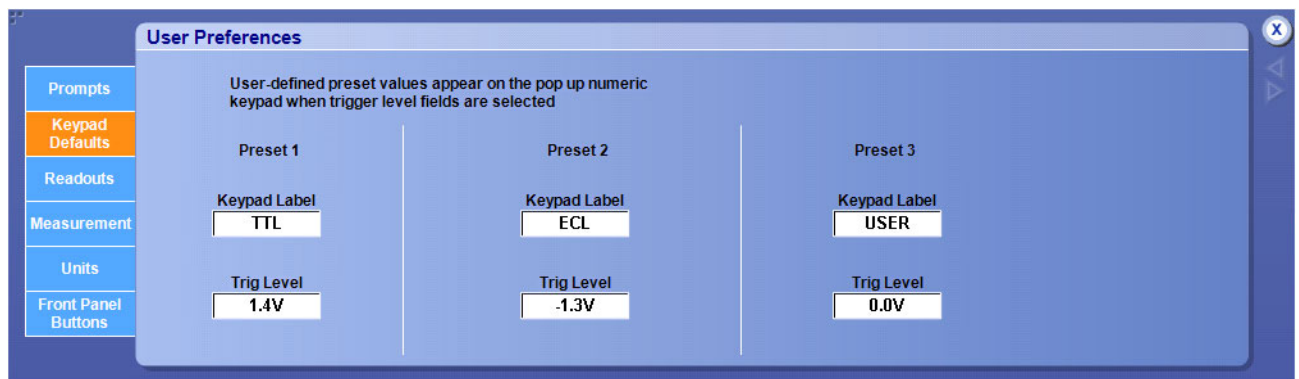 User Preferences
X
Prompts
Keypad
Defaults
Readouts
Measurement
Units
Front Panel
Buttons
User-defined preset values appear on the pop up numeric
keypad when trigger level fields are selected
Preset 1
Keypad Label
TTL
Trig Level
1.4V
Preset 2
Keypad Label
ECL
Trig Level
-1.3V
Preset 3
Keypad Label
USER
Trig Level
0.0V